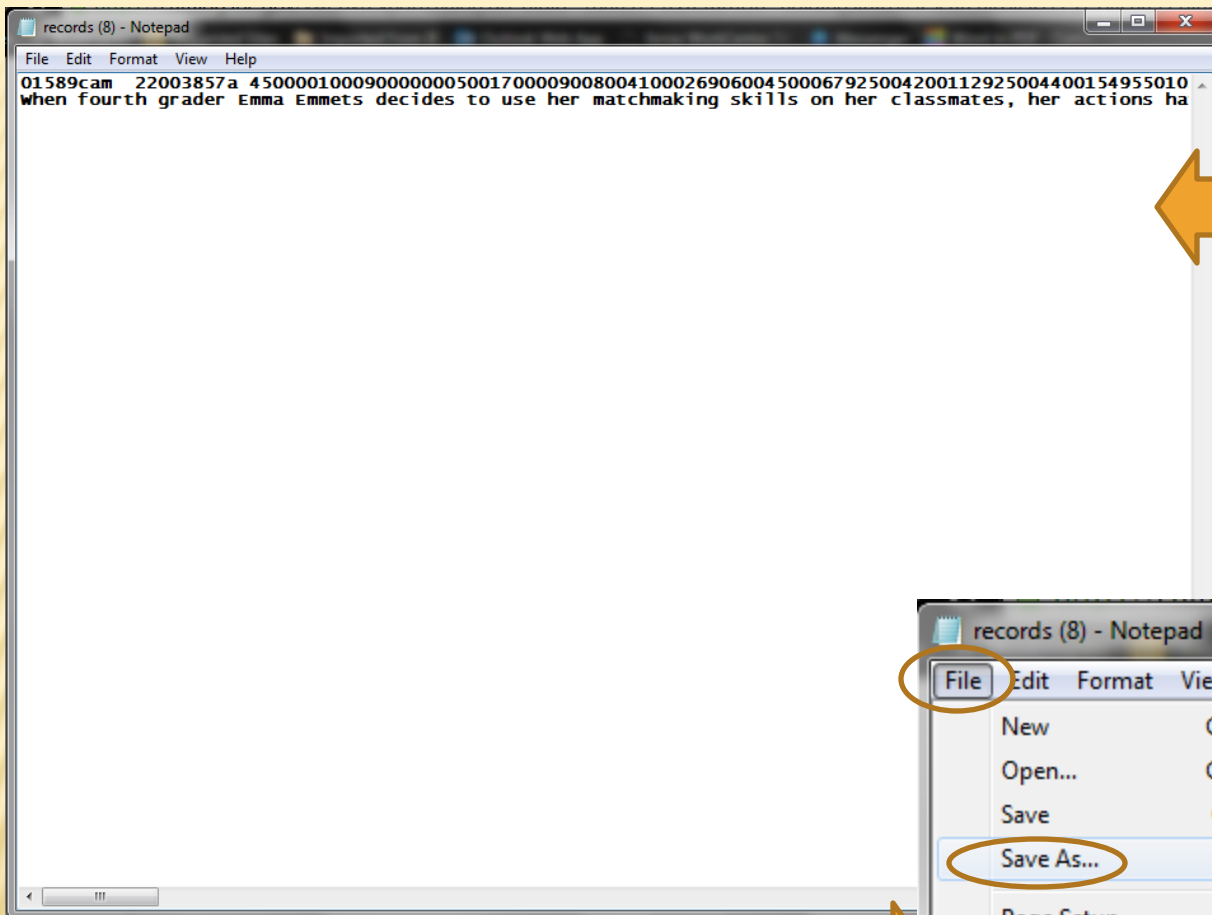 records (8) - Notepad
File Edit Format View Help
01589cam 22003857a 4500001000900000005001700009008004100026906004500067925004200112925004400154955010
When fourth grader Emma Emmets decides to use her matchmaking skills on her classmates, her actions ha
records (8) - Notepad
File Edit Format Vie
New
Open...
Save
Save As...